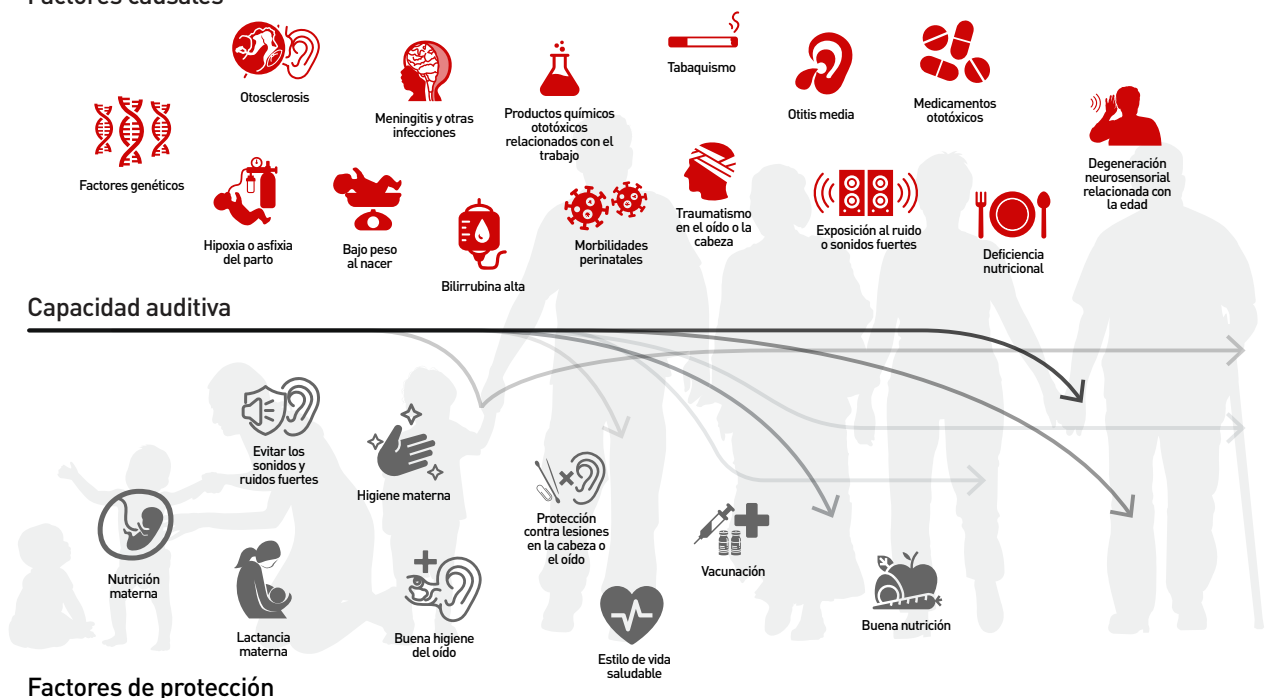 Factores causales
Otosclerosis
Meningitis y otras
infecciones
Productos químicos
ototóxicos
relacionados con el
trabajo
Tabaquismo
Otitis media
Medicamentos
ototóxicos
Degeneración
neurosensorial
relacionada con
la edad
Factores genéticos
Hipoxia o asfixia
del parto
Bajo peso
al nacer
Bilirrubina alta
Morbilidades
perinatales
Traumatismo
en el oído o la
cabeza
Exposición al ruido
o sonidos fuertes
Deficiencia
nutricional
Capacidad auditiva
Evitar los
sonidos y
ruidos fuertes
Higiene materna
Protección
contra lesiones
en la cabeza o
el oído
Vacunación
Nutrición
materna
Lactancia
materna
Buena higiene
del oído
Estilo de vida
saludable
Buena nutrición
Factores de protección